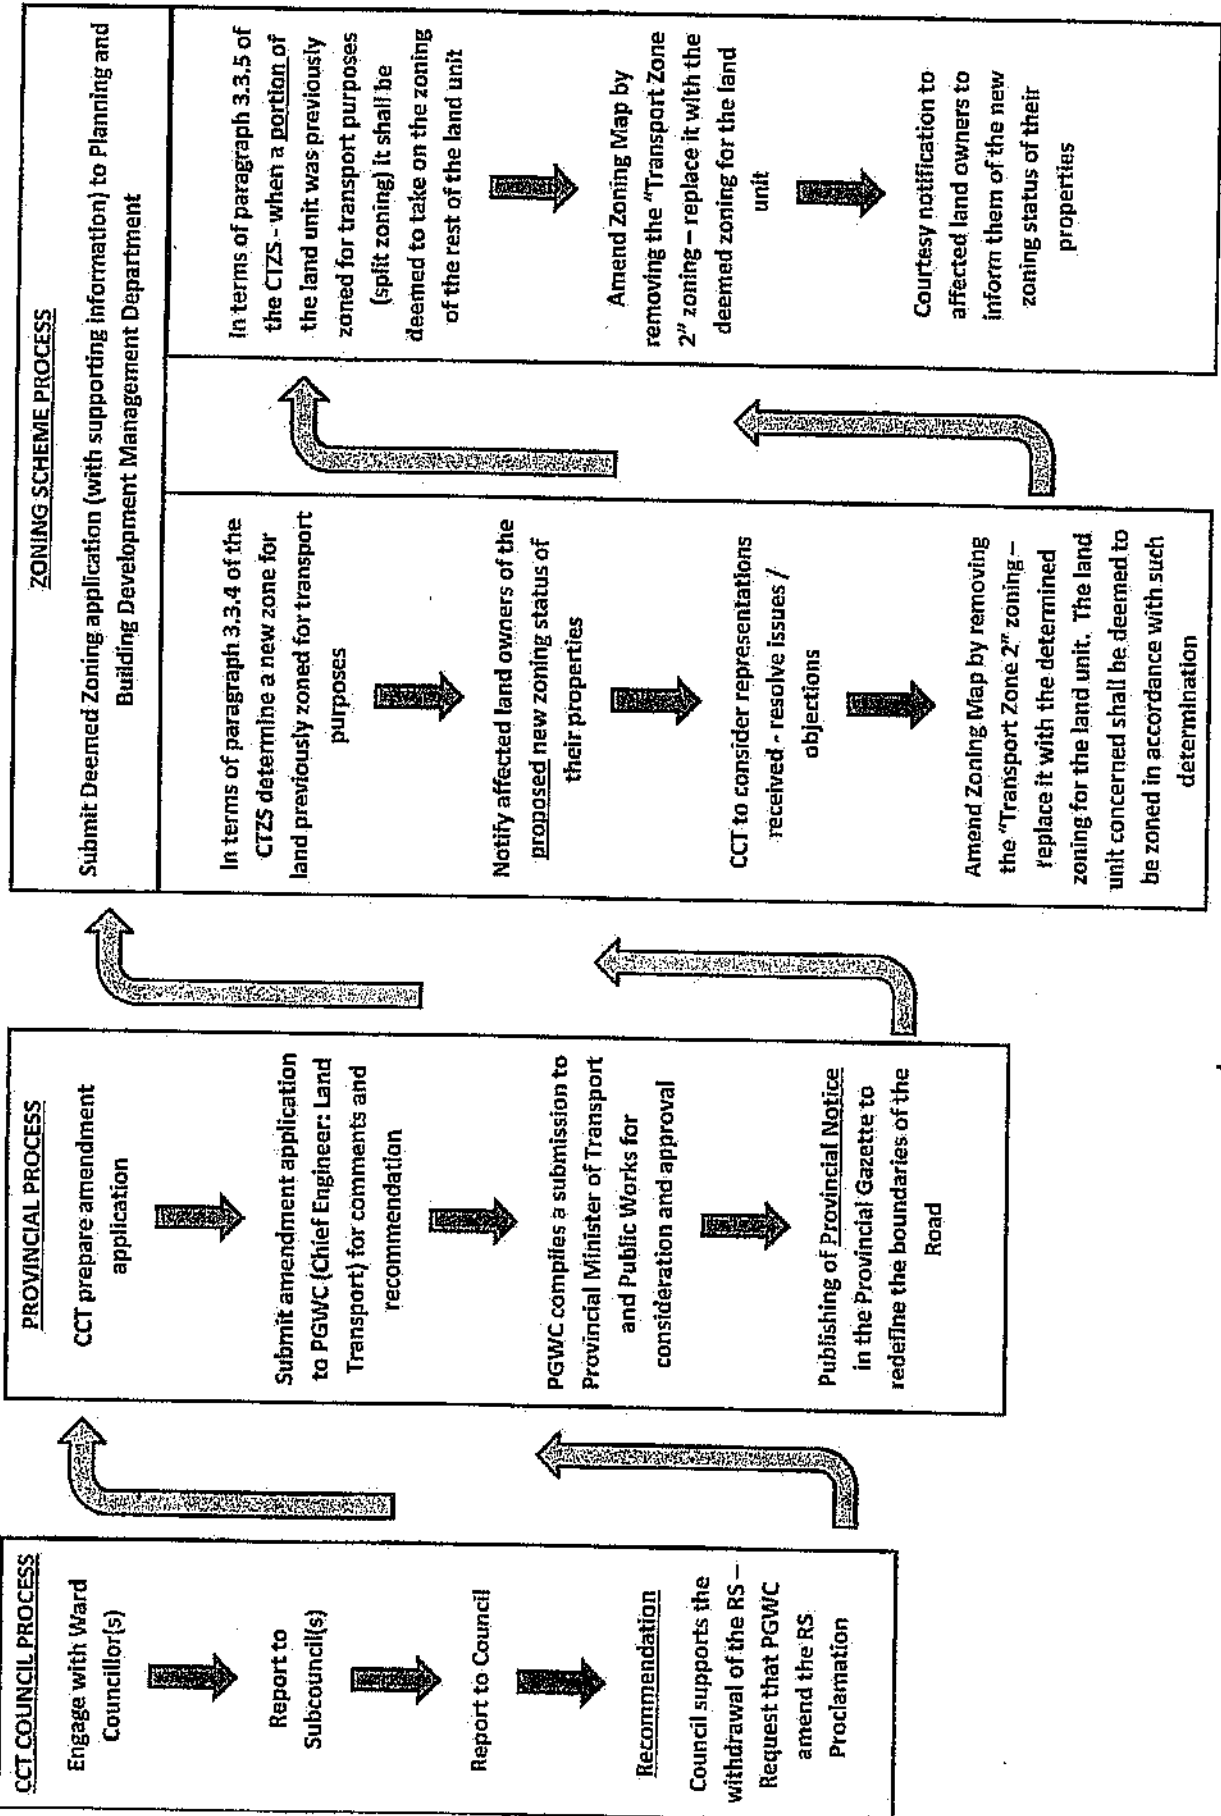 CCT COUNCIL PROCESS
Engage with Ward
Councillor(s)
Report to
Subcouncil(s)
Report to Council
Recommendation
Council supports the
withdrawal of the RS –
Request that PGWC
amend the RS
Proclamation
PROVINCIAL PROCESS
CCT prepare amendment
application
Submit amendment application
to PGWC (Chief Engineer: Land
Transport) for comments and
recommendation
PGWC compiles a submission to
Provincial Minister of Transport
and Public Works for
consideration and approval
Publishing of Provincial Notice
in the Provincial Gazette to
redefine the boundaries of the
Road
ZONING SCHEME PROCESS
Submit Deemed Zoning application (with supporting information) to Planning and
Building Development Management Department
In terms of paragraph 3.3.4 of the
CTZS determine a new zone for
land previously zoned for transport
purposes
Notify affected land owners of the
proposed new zoning status of
their properties
CCT to consider representations
received - resolve issues /
objections
Amend Zoning Map by removing
the "Transport Zone 2" zoning –
replace it with the determined
zoning for the land unit. The land
unit concerned shall be deemed to
be zoned in accordance with such
determination
In terms of paragraph 3.3.5 of
the CTZS - when a portion of
the land unit was previously
zoned for transport purposes
(split zoning) it shall be
deemed to take on the zoning
of the rest of the land unit
Amend Zoning Map by
removing the "Transport Zone
2" zoning – replace it with the
deemed zoning for the land
unit
Courtesy notification to
affected land owners to
inform them of the new
zoning status of their
properties